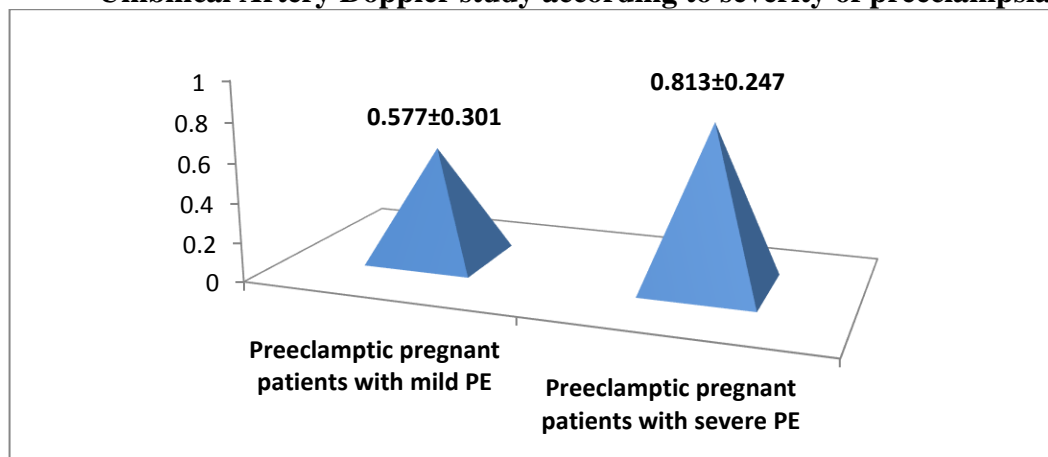 Umbilical Artery Doppler study according to severity of preeclampsia
1
0.8
0.6
0.4
0.2
0
0.577±0.301
0.813±0.247
Preeclamptic pregnant
patients with mild PE
Preeclamptic pregnant
patients with severe PE